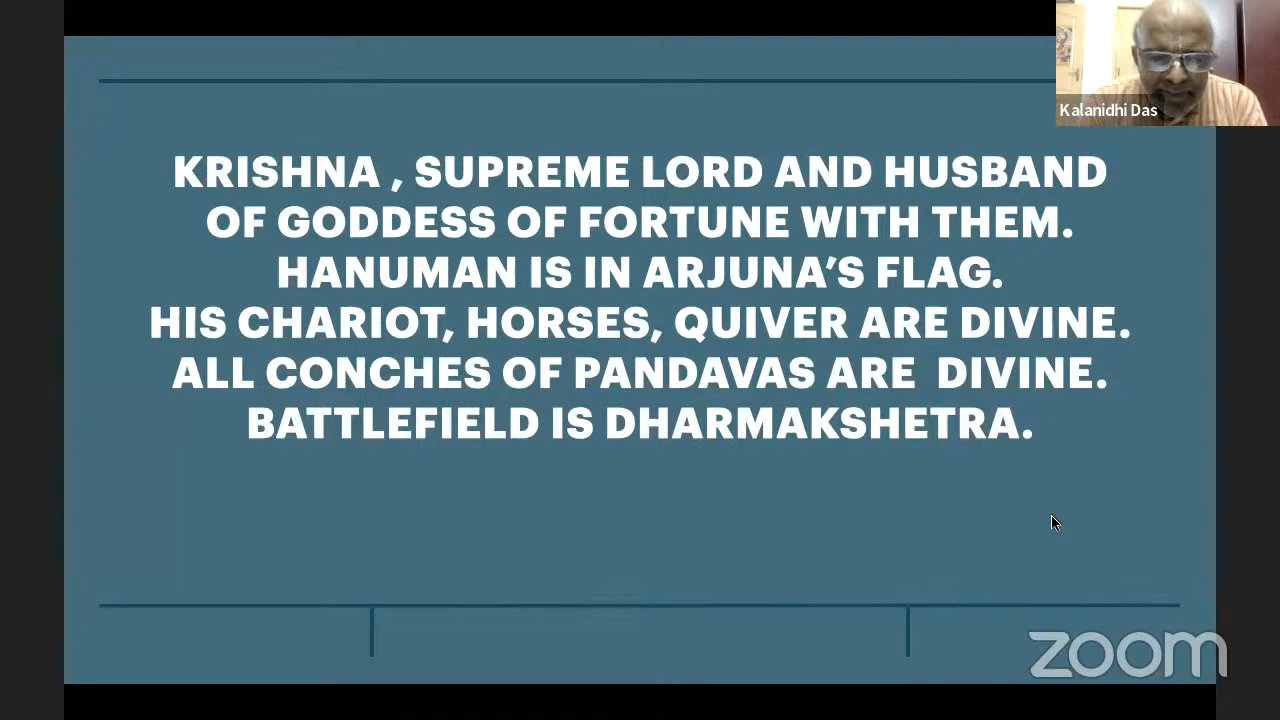 Kalanidhi Das
KRISHNA , SUPREME LORD AND HUSBAND
OF GODDESS OF FORTUNE WITH THEM.
HANUMAN IS IN ARJUNA’S FLAG.
HIS CHARIOT, HORSES, QUIVER ARE DIVINE.
ALL CONCHES OF PANDAVAS ARE  DIVINE.
BATTLEFIELD IS DHARMAKSHETRA.
zoom